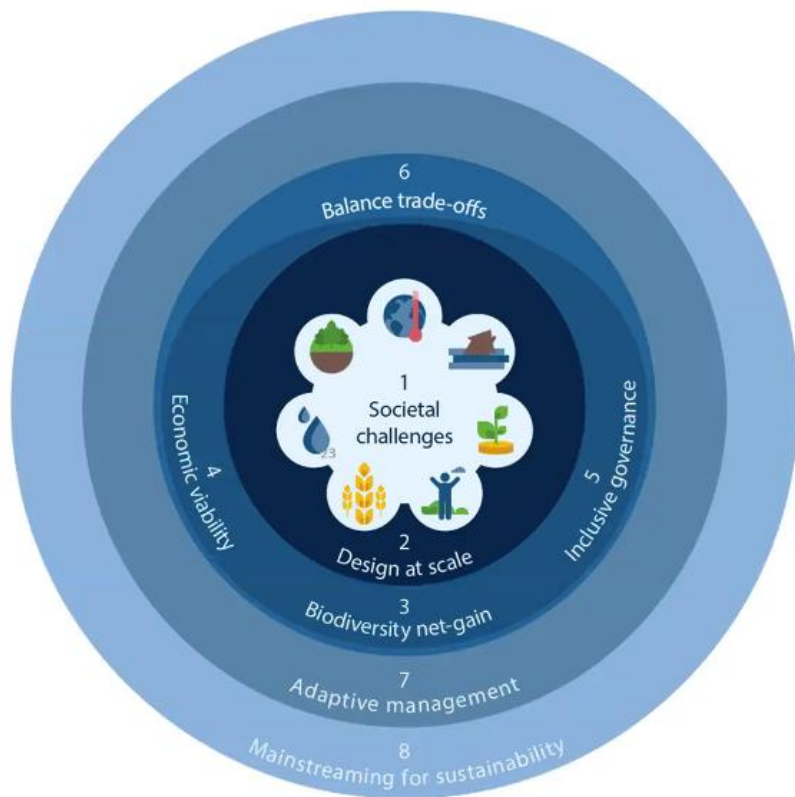 6
Balance trade-offs
1
Societal
challenges
23
4
Economic viability
5
Inclusive governance
2
Design at scale
3
Biodiversity net-gain
7
Adaptive management
8
Mainstreaming for sustainability